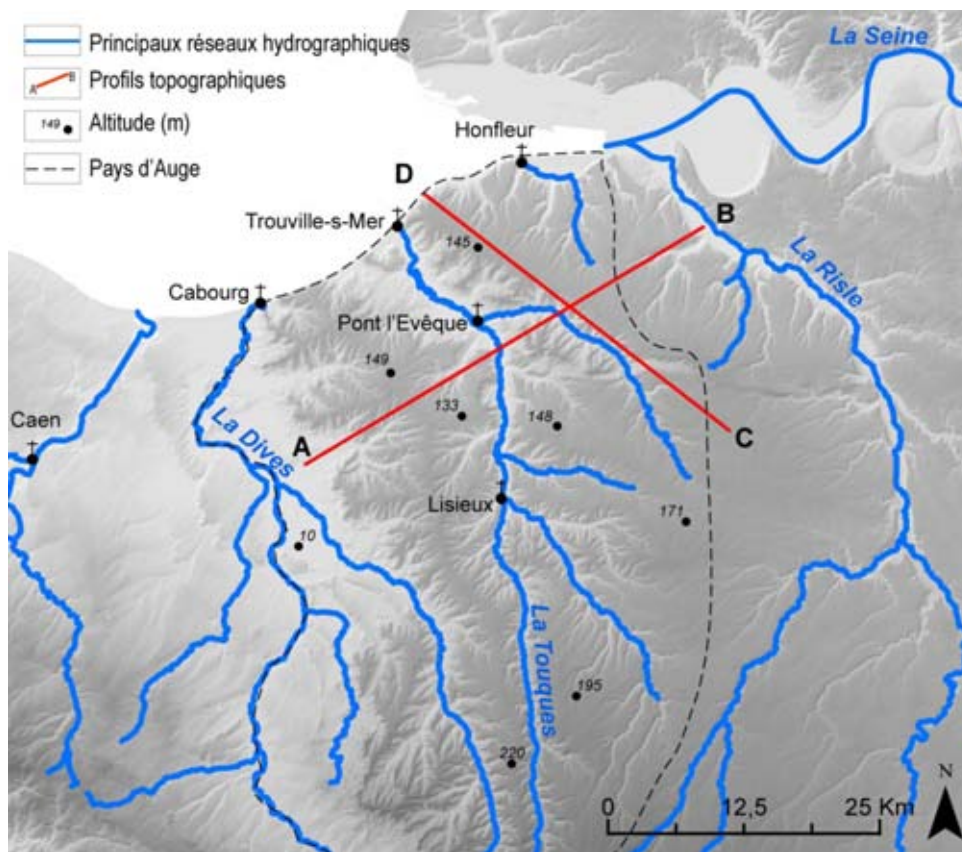 Principaux réseaux hydrographiques
A B
Profils topographiques
149
Altitude (m)
Pays d'Auge
La Seine
Honfleur
D
B
Trouville-s-Mer
145
La Risle
Cabourg
Pont l'Evêque
149
133
148
Caen
La Dives
A
C
Lisieux
171
10
La Touques
195
220
N
0 12,5 25 Km